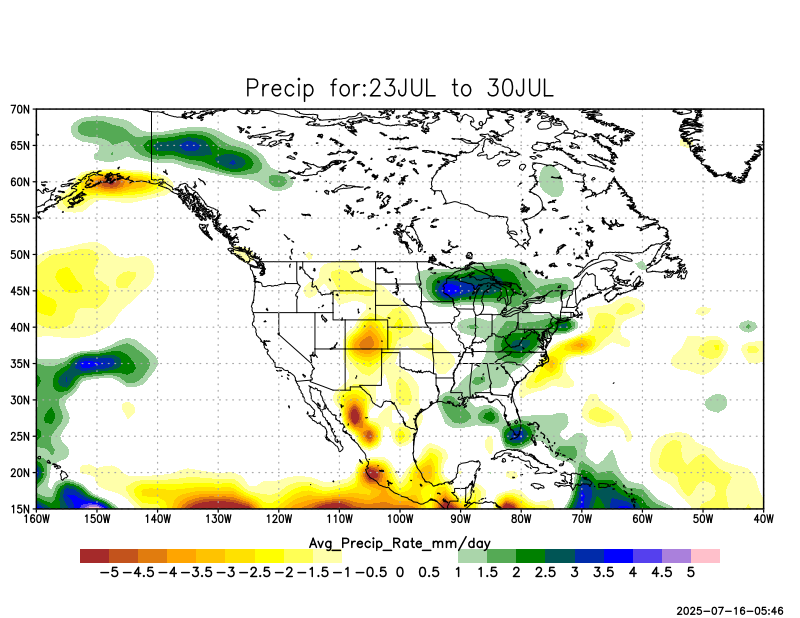 Precip for:23JUL to 30JUL
70N
65N
60N
55N
50N
45N
40N
35N
30N
25N
20N
15N
160W 150W 140W 130W 120W 110W 100W 90W 80W 70W 60W 50W 40W
Avg_Precip_Rate_mm/day
−5 −4.5 −4 −3.5 −3 −2.5 −2 −1.5 −1 −0.5 0 0.5 1 1.5 2 2.5 3 3.5 4 4.5 5
2025-07-16-05:46